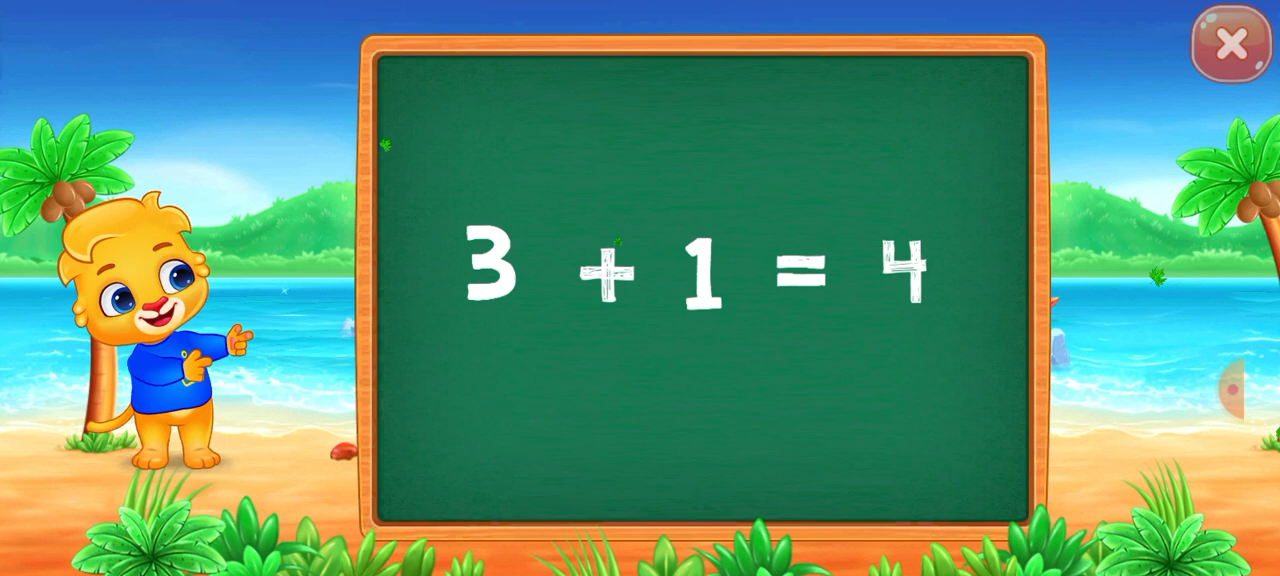 3 + 1 = 4